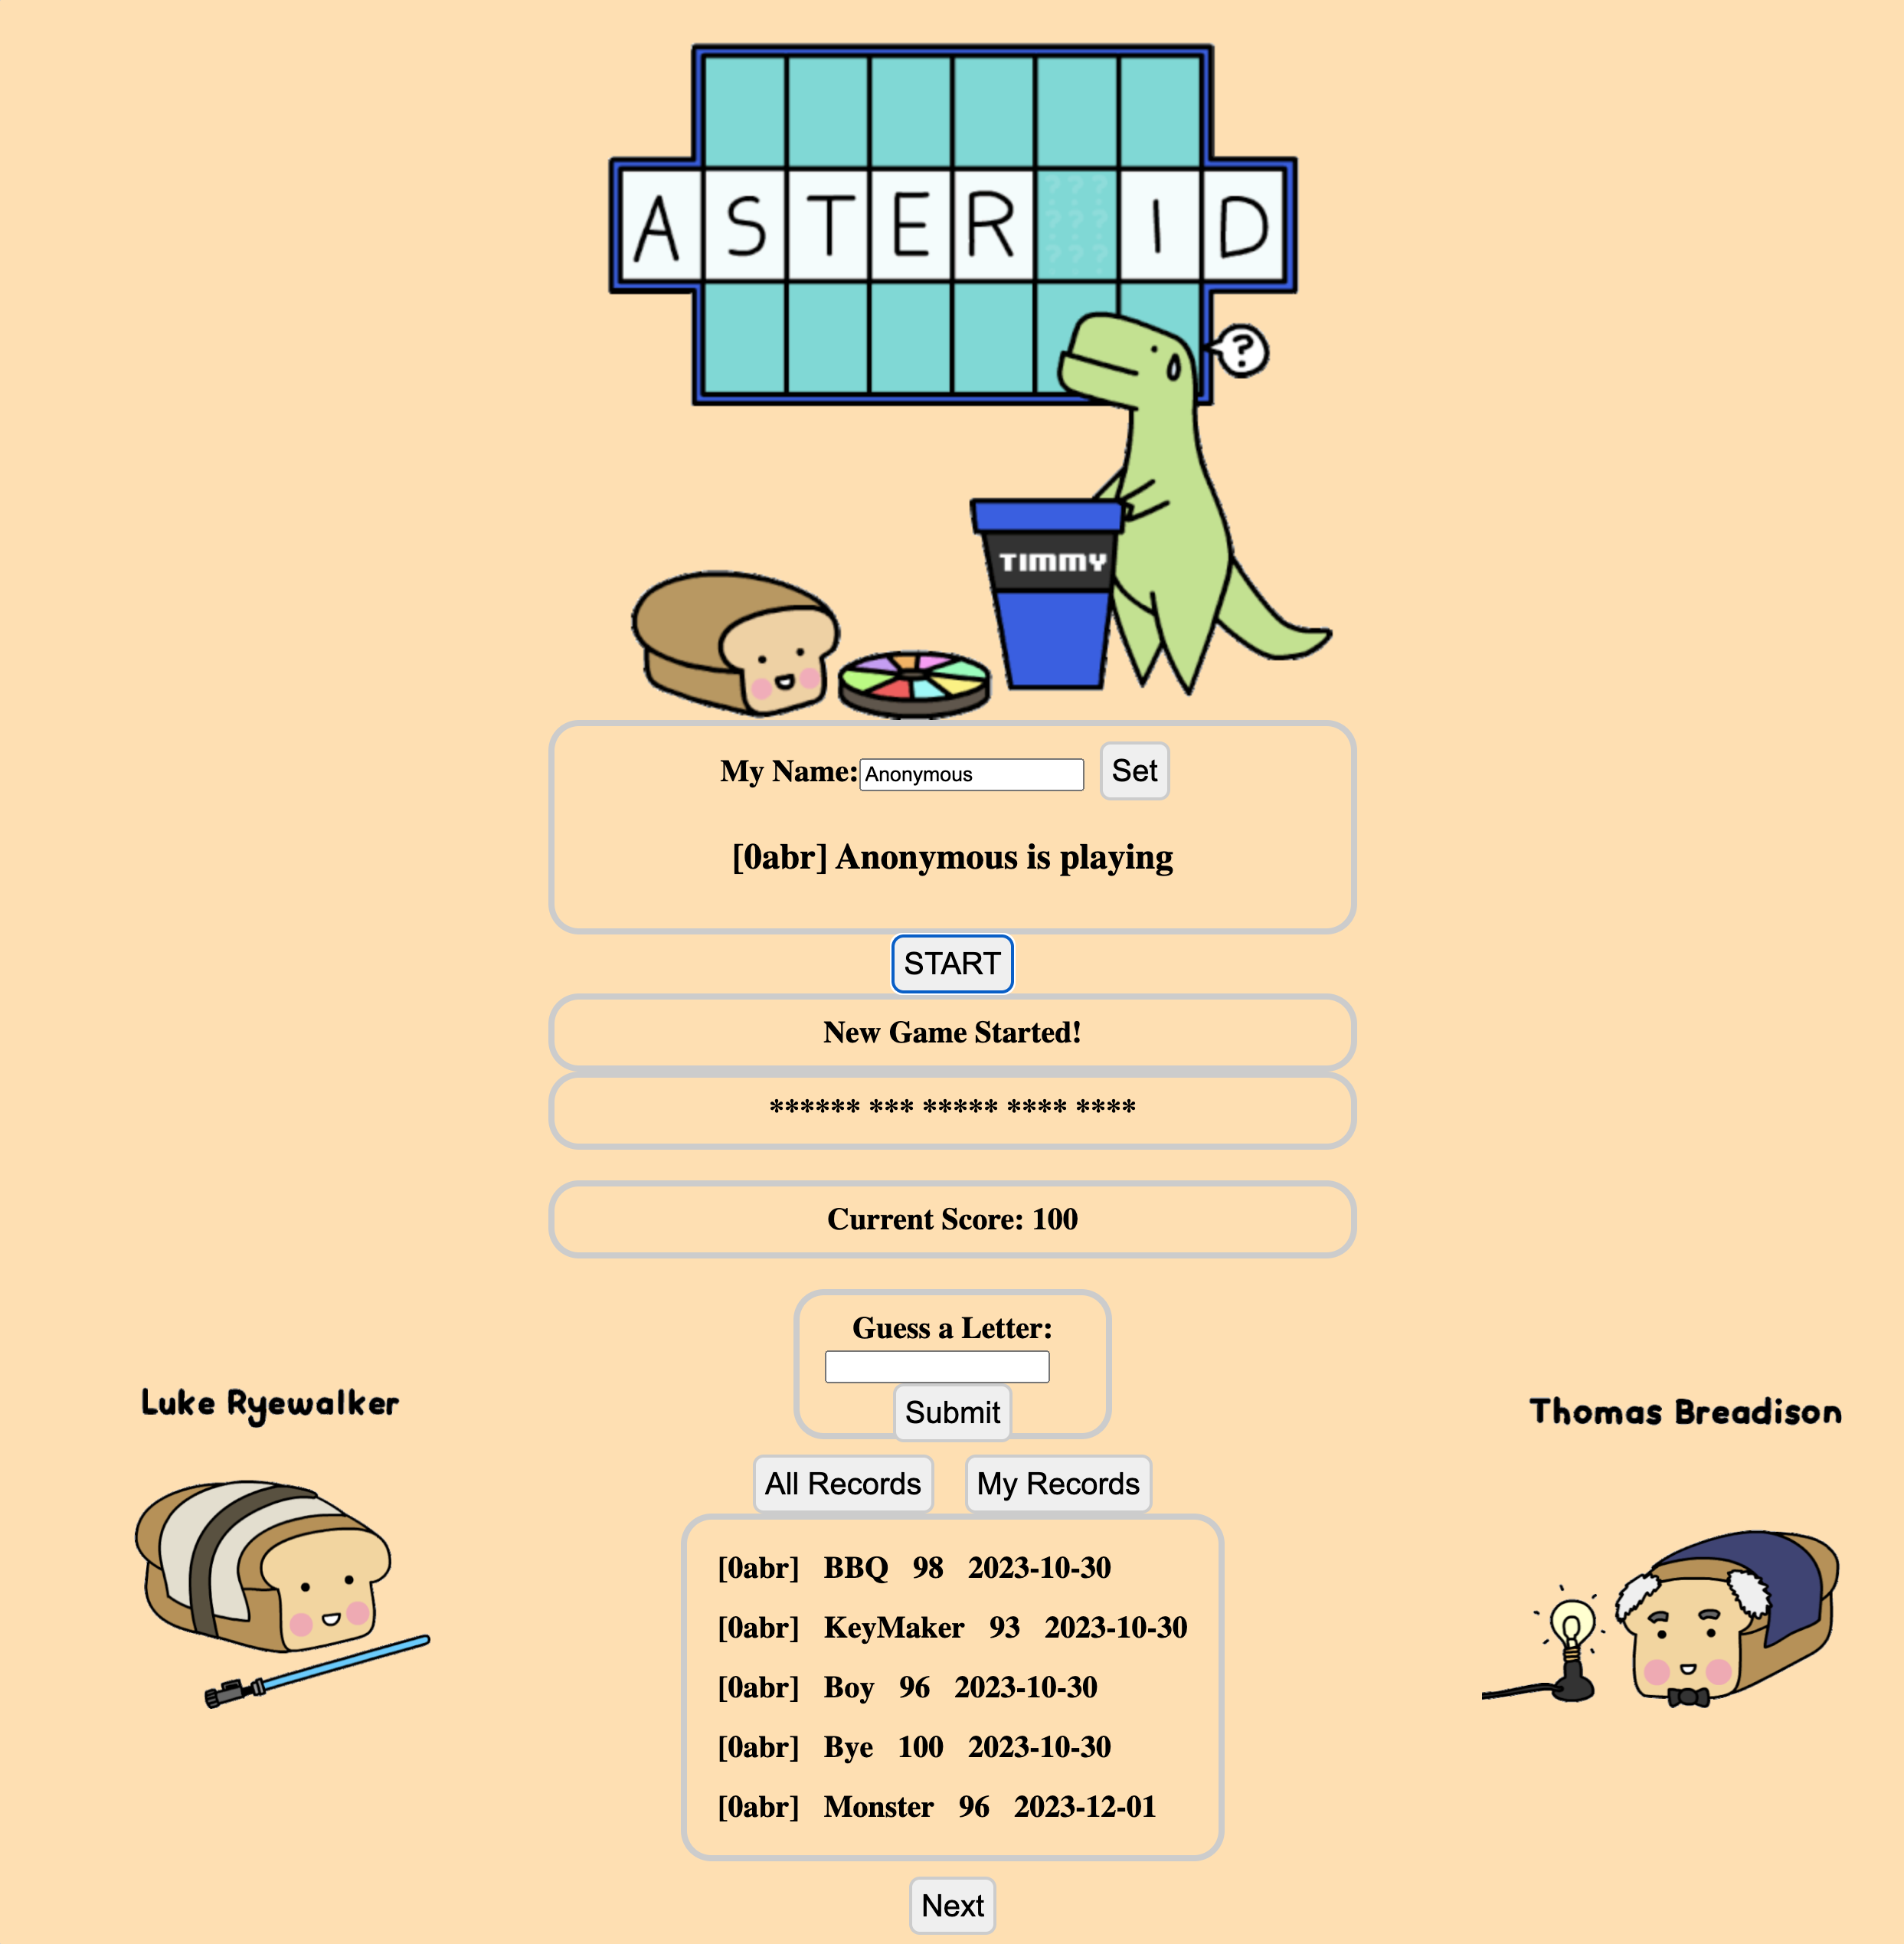 ASTER ID
? ? ?
? ? ?
? ? ?
?
TIMMY
My Name: Anonymous Set
[0abr] Anonymous is playing
START
New Game Started!
****** *** ***** **** ****
Current Score: 100
Guess a Letter:
Submit
Luke Ryewalker
Thomas Breadison
All Records My Records
[0abr] BBQ 98 2023-10-30
[0abr] KeyMaker 93 2023-10-30
[0abr] Boy 96 2023-10-30
[0abr] Bye 100 2023-10-30
[0abr] Monster 96 2023-12-01
Next